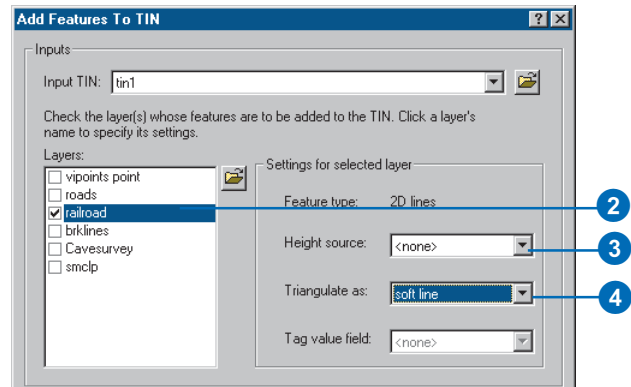 Add Features To TIN
Inputs
Input TIN: tin1
Check the layer(s) whose features are to be added to the TIN. Click a layer's
name to specify its settings.
Layers:
vipoints point
roads
railroad
brklines
Cavesurvey
smclp
Settings for selected layer
Feature type: 2D lines
Height source: <none>
Triangulate as: soft line
Tag value field: <none>
2
3
4